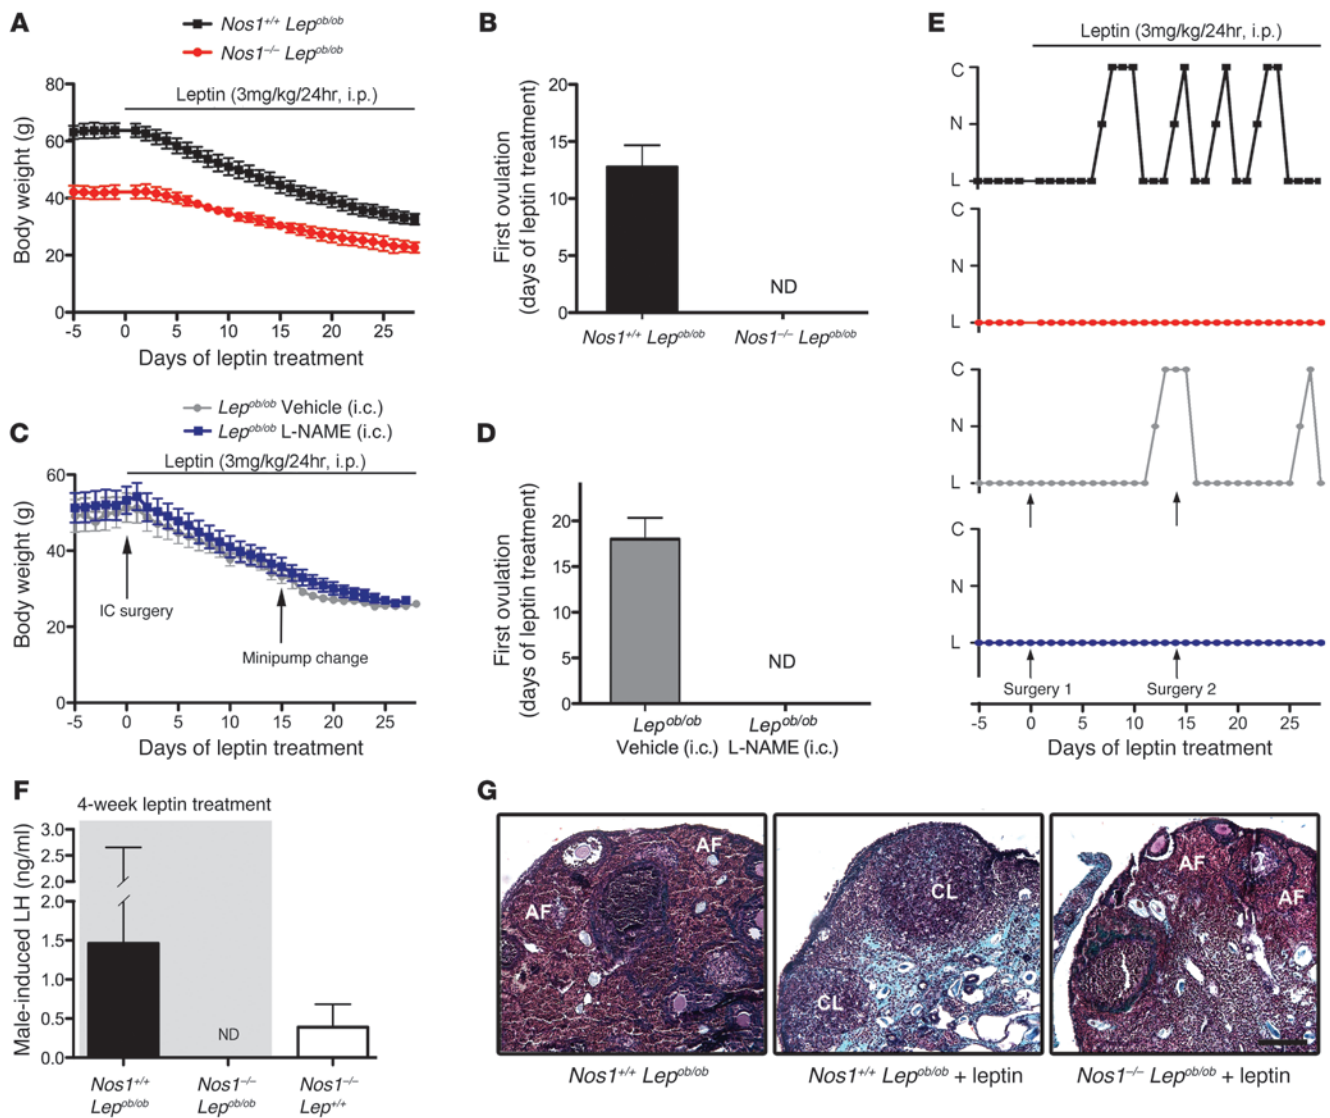 A
Nos1+/+ Lepob/ob
Nos1–/– Lepob/ob
Leptin (3mg/kg/24hr, i.p.)
Body weight (g)
80
60
40
20
0
-5 0 5 10 15 20 25
Days of leptin treatment
B
First ovulation
(days of leptin treatment)
20
15
10
5
0
ND
Nos1+/+ Lepob/ob Nos1–/– Lepob/ob
C
Lepob/ob Vehicle (i.c.)
Lepob/ob L-NAME (i.c.)
Leptin (3mg/kg/24hr, i.p.)
Body weight (g)
60
40
20
0
IC surgery
Minipump change
-5 0 5 10 15 20 25
Days of leptin treatment
D
First ovulation
(days of leptin treatment)
20
15
10
5
0
ND
Lepob/ob Lepob/ob
Vehicle (i.c.) L-NAME (i.c.)
E
Leptin (3mg/kg/24hr, i.p.)
C
N
L
C
N
L
C
N
L
C
N
L
Surgery 1 Surgery 2
-5 0 5 10 15 20 25
Days of leptin treatment
F
4-week leptin treatment
Male-induced LH (ng/ml)
3.0
2.5
2.0
2.0
1.5
1.0
0.5
0.0
ND
Nos1+/+ Nos1–/– Nos1–/–
Lepob/ob Lepob/ob Lep+/+
G
AF
AF
CL
CL
AF
AF
Nos1+/+ Lepob/ob
Nos1+/+ Lepob/ob + leptin
Nos1–/– Lepob/ob + leptin